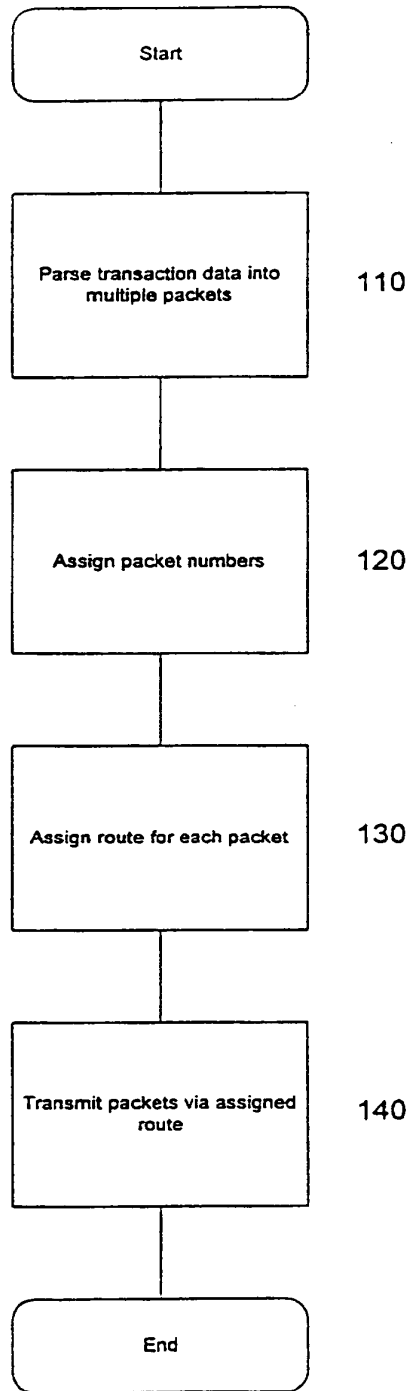 Start
Parse transaction data into
multiple packets
110
Assign packet numbers
120
Assign route for each packet
130
Transmit packets via assigned
route
140
End